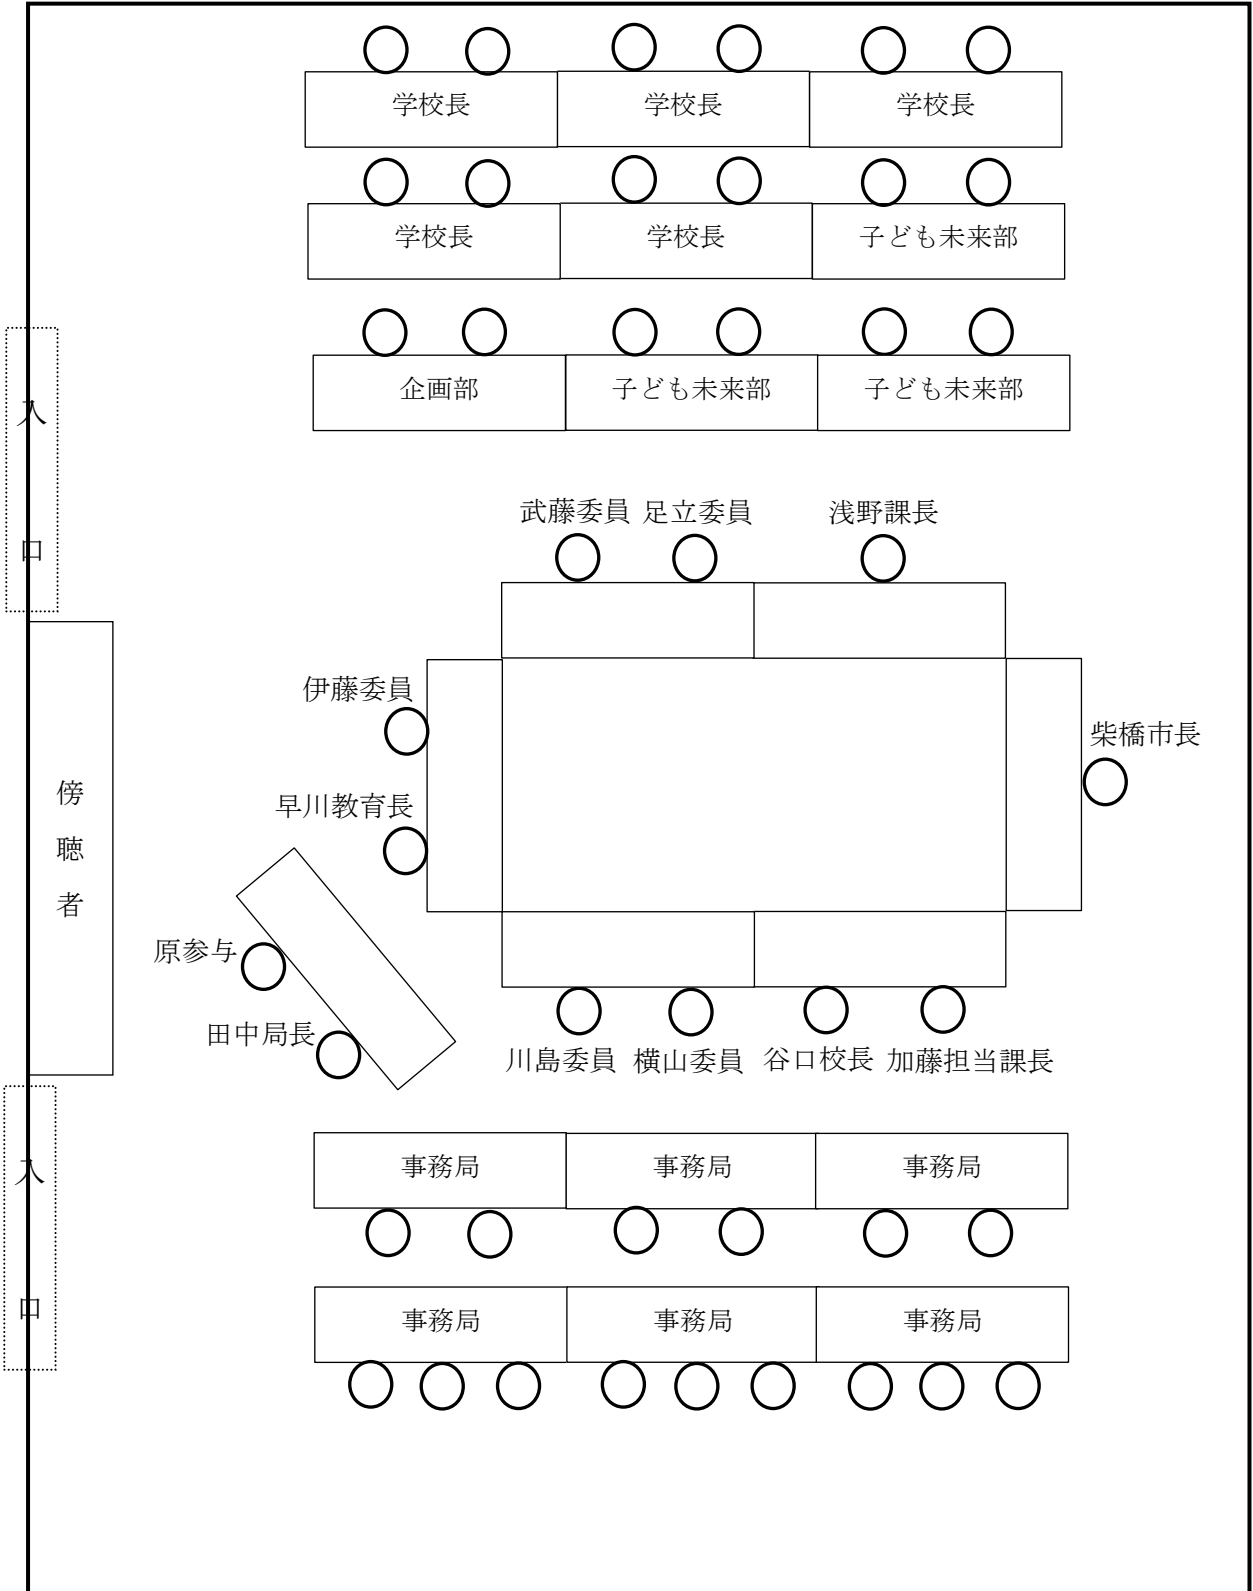 学校長 学校長 学校長
学校長 学校長 子ども未来部
企画部 子ども未来部 子ども未来部
入口
武藤委員 足立委員 浅野課長
伊藤委員
柴橋市長
早川教育長
傍聴者
原参与
田中局長
川島委員 横山委員 谷口校長 加藤担当課長
入口
事務局 事務局 事務局
事務局 事務局 事務局